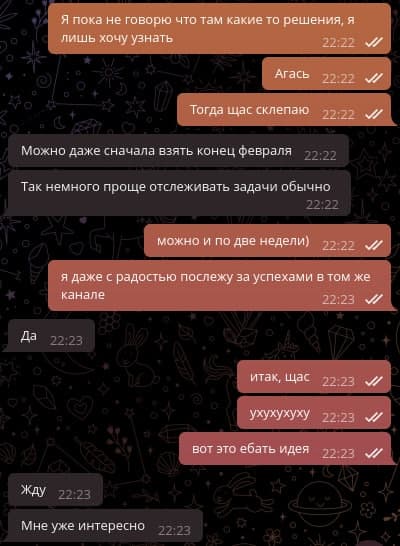 Я пока не говорю что там какие то решения, я
лишь хочу узнать 22:22
Агась 22:22
Тогда щас склепаю 22:22
Можно даже сначала взять конец февраля 22:22
Так немного проще отслеживать задачи обычно
22:22
можно и по две недели) 22:22
я даже с радостью послежу за успехами в том же
канале 22:23
Да 22:23
итак, щас 22:23
ухухухуху 22:23
вот это ебать идея 22:23
Жду 22:23
Мне уже интересно 22:23